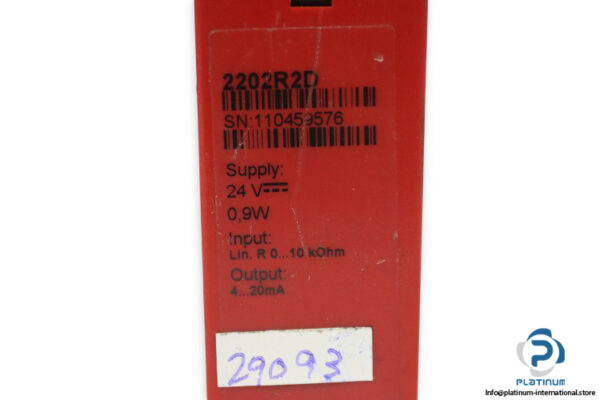 2202R2D
SN:110459576
Supply:
24 V
0,9W
Input:
Lin. R 0...10 kOhm
Output:
4...20mA
29093
PLATINUM
info@platinum-international.store